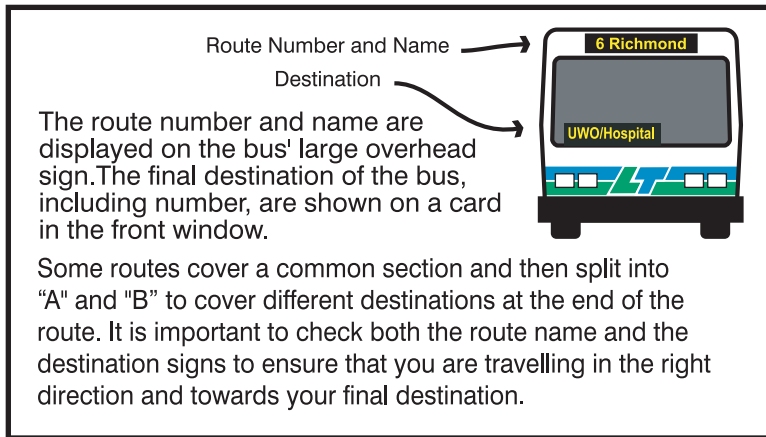 Route Number and Name
6 Richmond
Destination
UWO/Hospital
The route number and name are
displayed on the bus' large overhead
sign.The final destination of the bus,
including number, are shown on a card
in the front window.
Some routes cover a common section and then split into
“A" and "B” to cover different destinations at the end of the
route. It is important to check both the route name and the
destination signs to ensure that you are travelling in the right
direction and towards your final destination.
LT